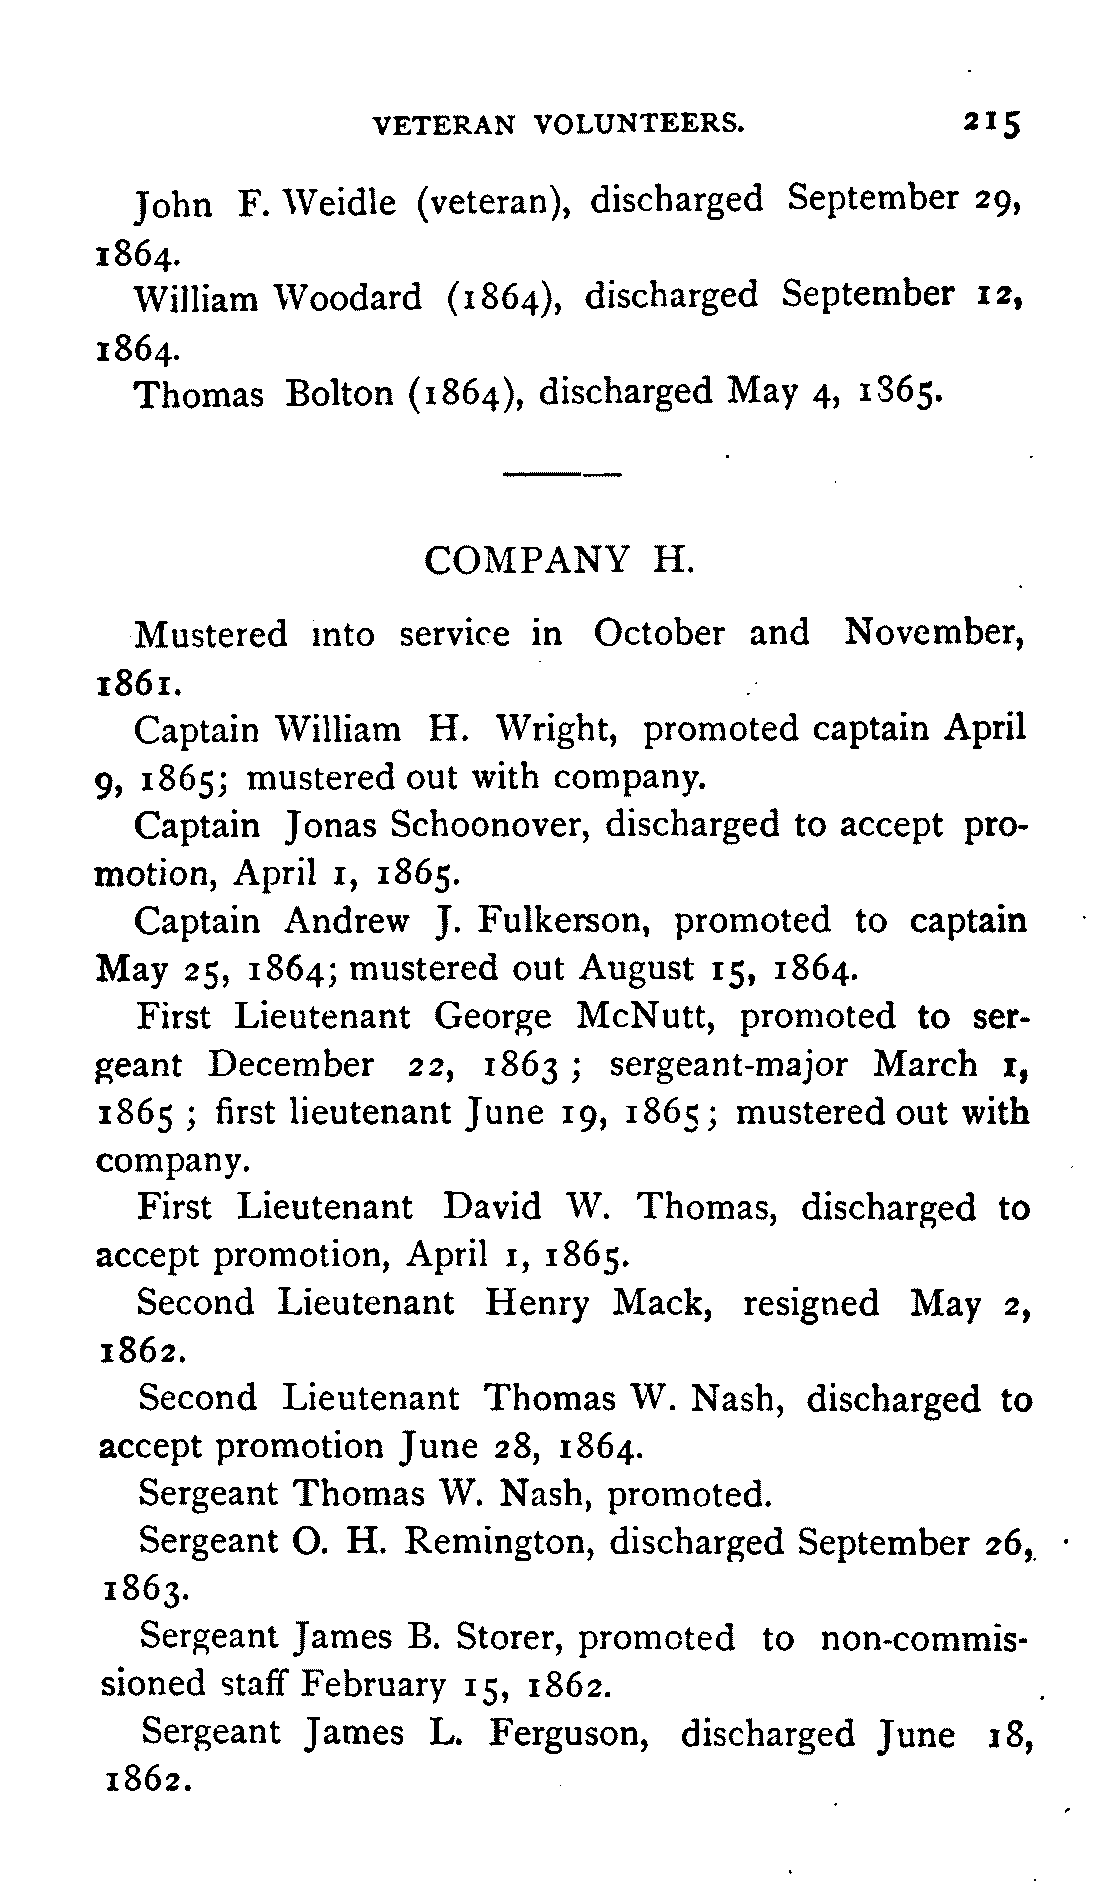 VETERAN VOLUNTEERS. 215
John F. Weidle (veteran), discharged September 29,
1864.
William Woodard (1864), discharged September 12,
1864.
Thomas Bolton (1864), discharged May 4, 1865.
COMPANY H.
Mustered into service in October and November,
1861.
Captain William H. Wright, promoted captain April
9, 1865; mustered out with company.
Captain Jonas Schoonover, discharged to accept pro-
motion, April 1, 1865.
Captain Andrew J. Fulkerson, promoted to captain
May 25, 1864; mustered out August 15, 1864.
First Lieutenant George McNutt, promoted to ser-
geant December 22, 1863 ; sergeant-major March 1,
1865 ; first lieutenant June 19, 1865; mustered out with
company.
First Lieutenant David W. Thomas, discharged to
accept promotion, April 1, 1865.
Second Lieutenant Henry Mack, resigned May 2,
1862.
Second Lieutenant Thomas W. Nash, discharged to
accept promotion June 28, 1864.
Sergeant Thomas W. Nash, promoted.
Sergeant O. H. Remington, discharged September 26,
1863.
Sergeant James B. Storer, promoted to non-commis-
sioned staff February 15, 1862.
Sergeant James L. Ferguson, discharged June 18,
1862.